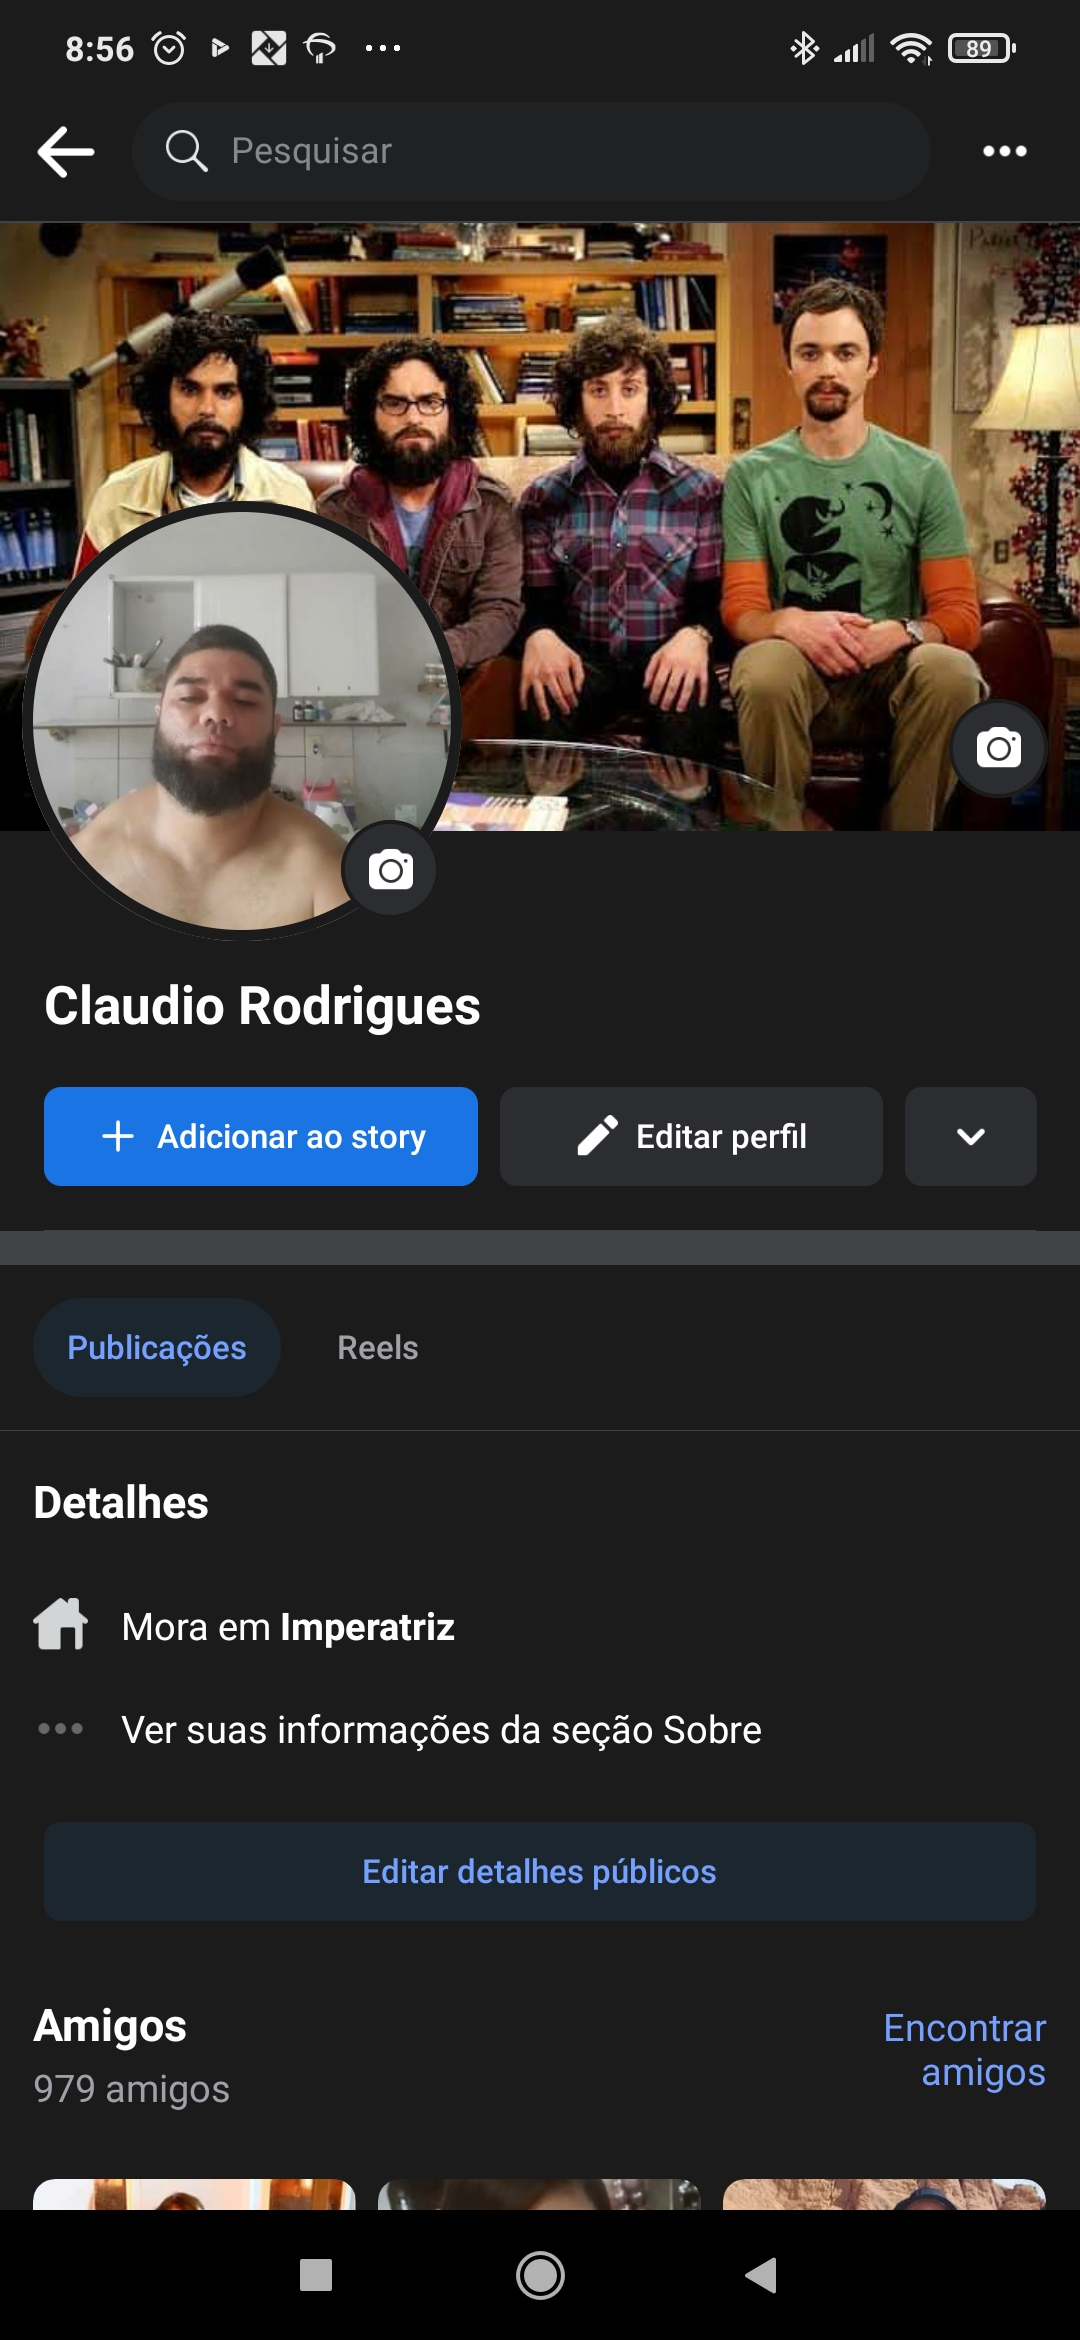 8:56
89
Pesquisar
Claudio Rodrigues
Adicionar ao story
Editar perfil
Publicações
Reels
Detalhes
Mora em Imperatriz
Ver suas informações da seção Sobre
Editar detalhes públicos
Amigos
979 amigos
Encontrar
amigos